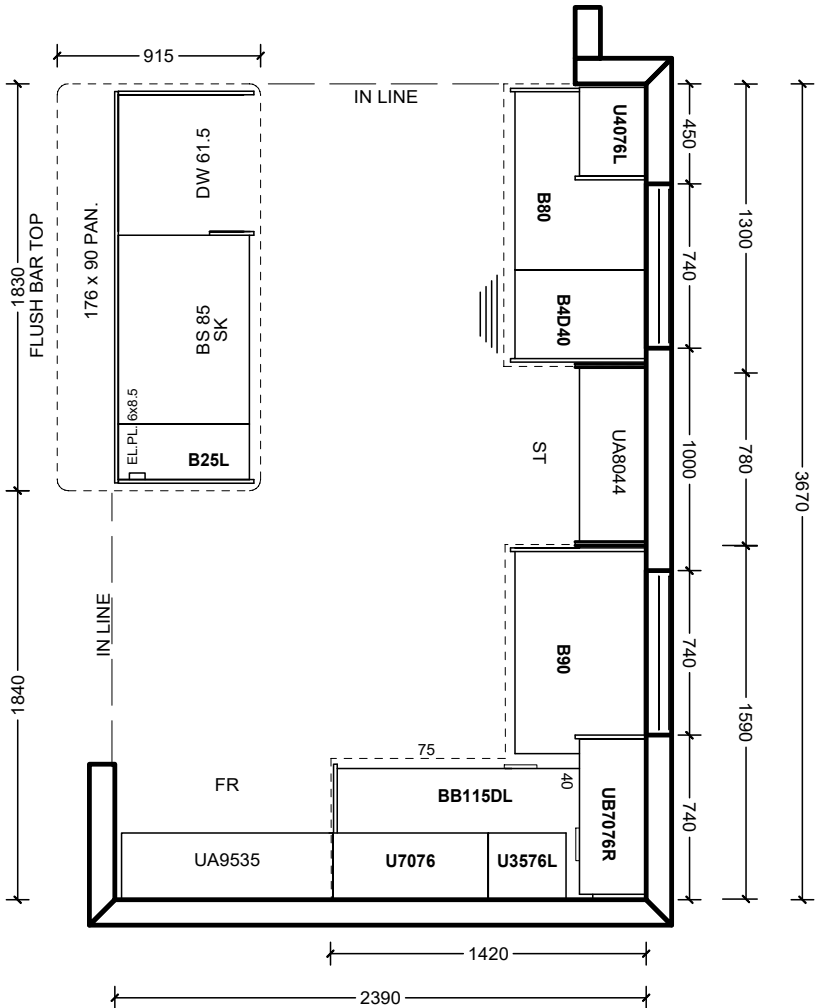 915
IN LINE
450
U4076L
DW 61.5
B80
740
1300
1830
FLUSH BAR TOP
176 x 90 PAN.
BS 85
SK
B4D40
EL.PL. 6x8.5
B25L
ST
UA8044
1000
780
3670
IN LINE
B90
740
1840
1590
75
40
FR
BB115DL
UB7076R
740
UA9535
U7076
U3576L
1420
2390